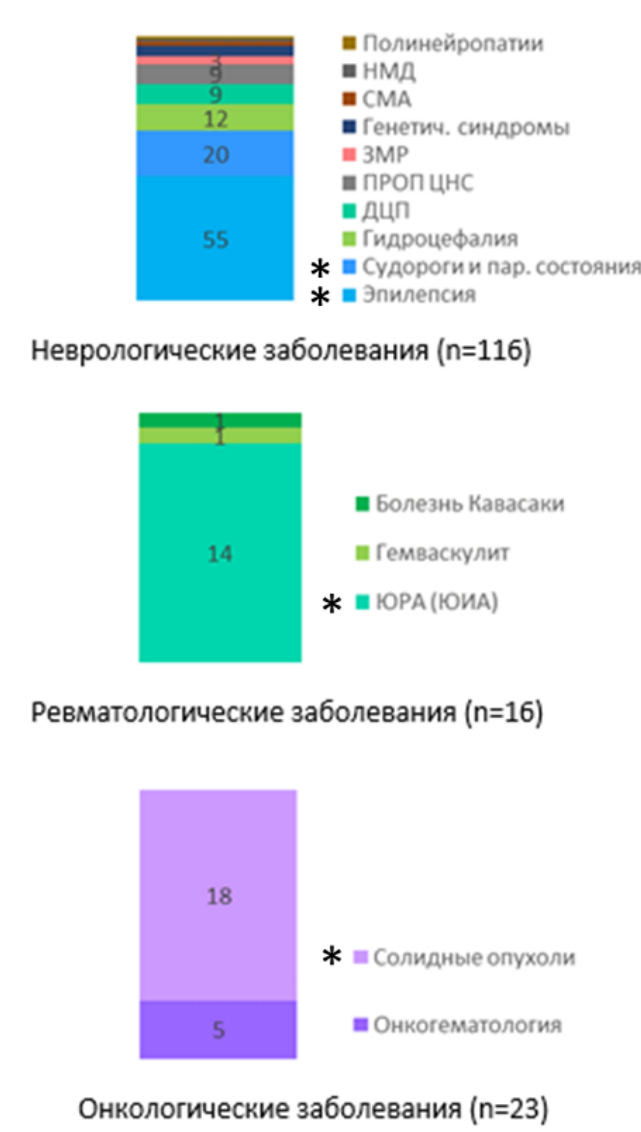 Полинейропатии
3
НМД
9
СМА
9
Генетич. синдромы
12
ЗМР
20
ПРОП ЦНС
55
ДЦП
Гидроцефалия
* Судороги и пар. состояния
* Эпилепсия
Неврологические заболевания (n=116)
1
1
14
Болезнь Кавасаки
Гемваскулит
* ЮРА (ЮИА)
Ревматологические заболевания (n=16)
18
5
* Солидные опухоли
Онкогематология
Онкологические заболевания (n=23)